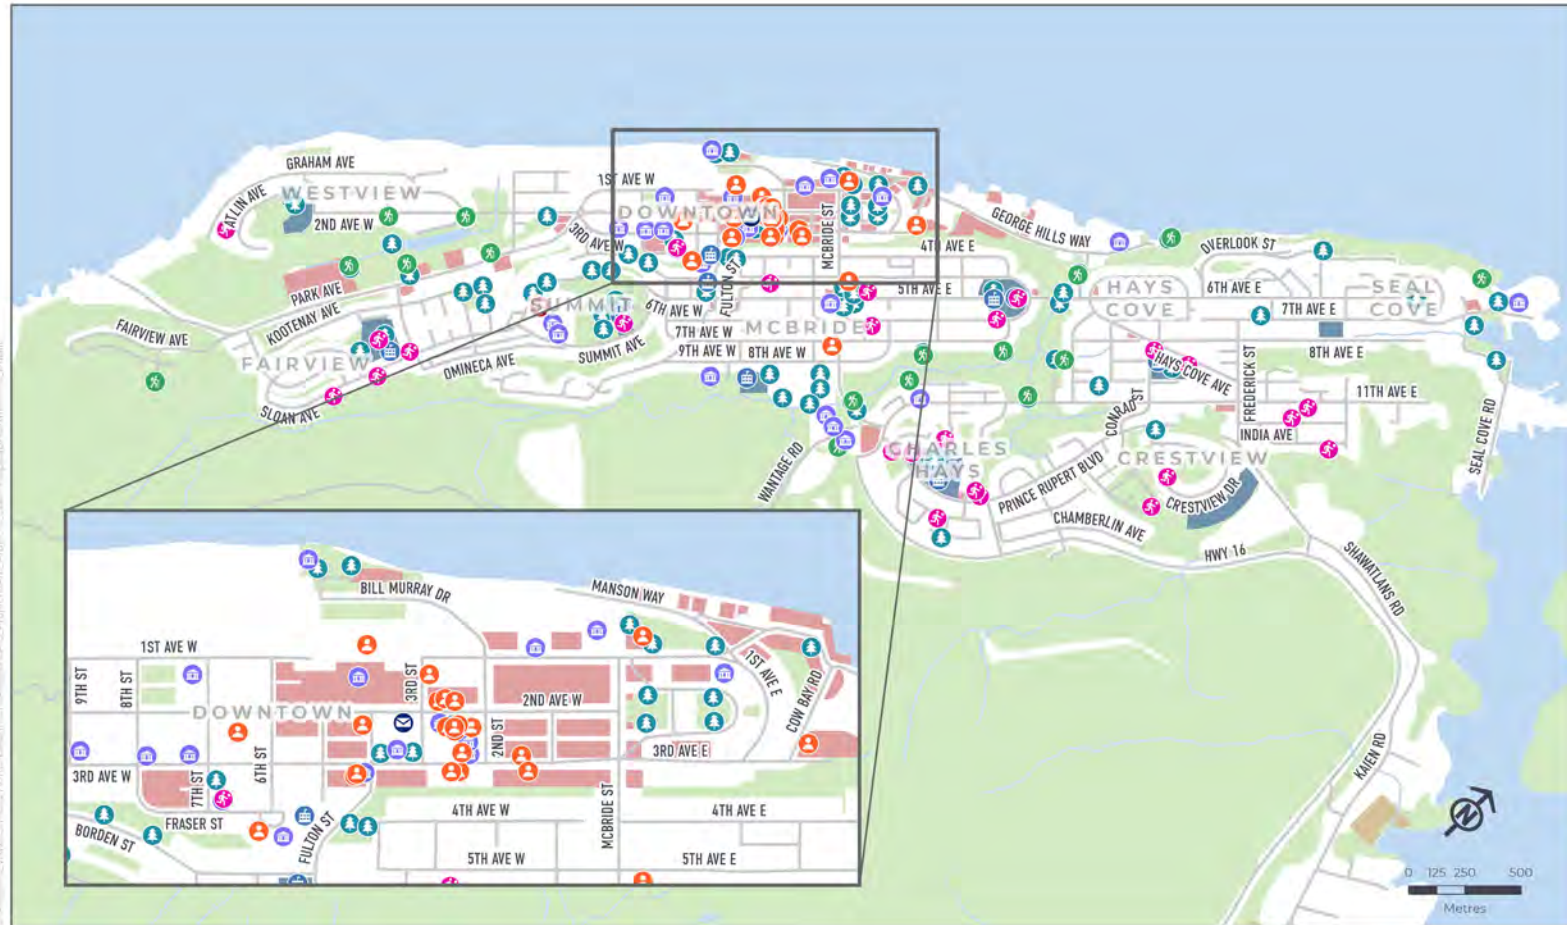 GRAHAM AVE
WESTVIEW
ATLIN AVE
2ND AVE W
1ST AVE W
DOWNTOWN
3RD AVE W
FULTON ST
MCBRIDE ST
4TH AVE E
GEORGE HILLS WAY
OVERLOOK ST
PARK AVE
KOOTENAY AVE
FAIRVIEW AVE
FAIRVIEW
SLOAN AVE
OMINECA AVE
SUMMIT
SUMMIT AVE
6TH AVE W
7TH AVE W
MCBRIDE
9TH AVE W
8TH AVE W
5TH AVE E
HAYS
COVE
6TH AVE E
7TH AVE E
SEAL
COVE
8TH AVE E
HAYS COVE AVE
FREDERICK ST
11TH AVE E
CONRAD ST
INDIA AVE
SEAL COVE RD
WANTAGE RD
CHARLES
HAYS
PRINCE RUPERT BLVD
CRESTVIEW
CRESTVIEW DR
CHAMBERLIN AVE
HWY 16
SHAWATLANS RD
KAIEN RD
BILL MURRAY DR
MANSON WAY
1ST AVE W
9TH ST
8TH ST
3RD ST
2ND AVE W
1ST AVE E
COW BAY RD
DOWNTOWN
2ND ST
3RD AVE E
6TH ST
3RD AVE W
7TH ST
FRASER ST
BORDEN ST
FULTON ST
4TH AVE W
MCBRIDE ST
4TH AVE E
5TH AVE W
5TH AVE E
N
0 125 250 500
Metres